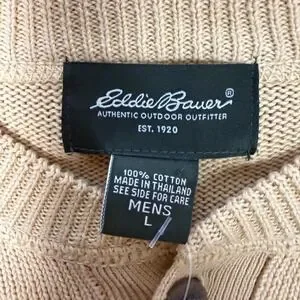 Eddie Bauer®
AUTHENTIC OUTDOOR OUTFITTER
EST. 1920
100% COTTON
MADE IN THAILAND
SEE SIDE FOR CARE
MENS
L